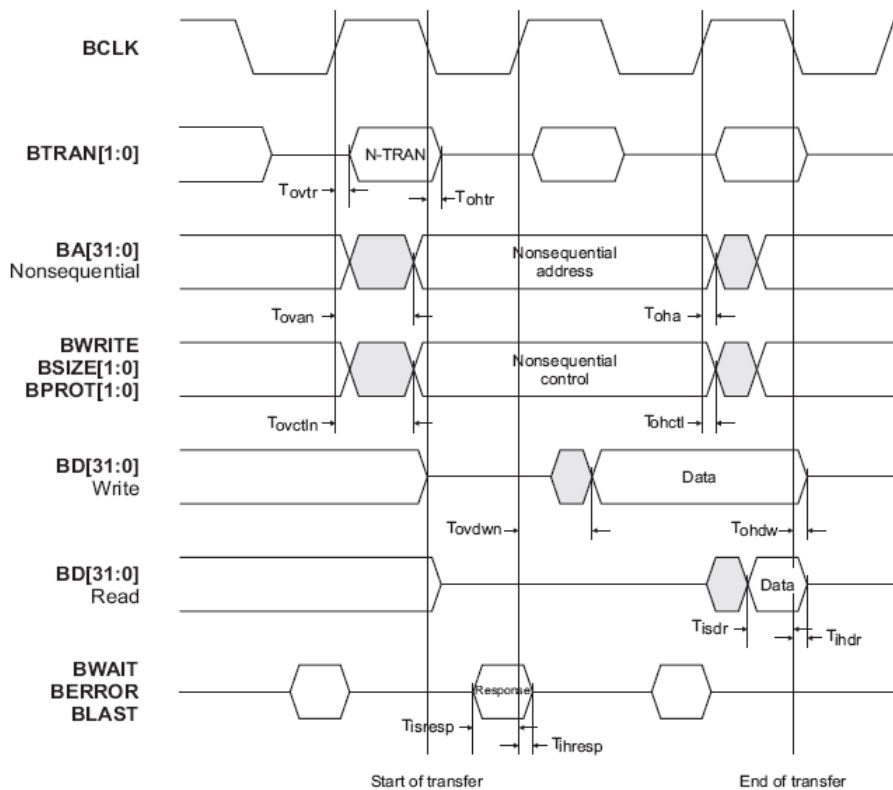 BCLK
BTRAN[1:0]
N-TRAN
Tovtr
Tohtr
BA[31:0]
Nonsequential
Nonsequential
address
Tovan
Toha
BWRITE
BSIZE[1:0]
BPROT[1:0]
Nonsequential
control
Tovctln
Tohctl
BD[31:0]
Write
Data
Tovdwn
Tohdw
BD[31:0]
Read
Data
Tisdr
Tihdr
BWAIT
BERROR
BLAST
Response
Tisresp
Tihresp
Start of transfer
End of transfer